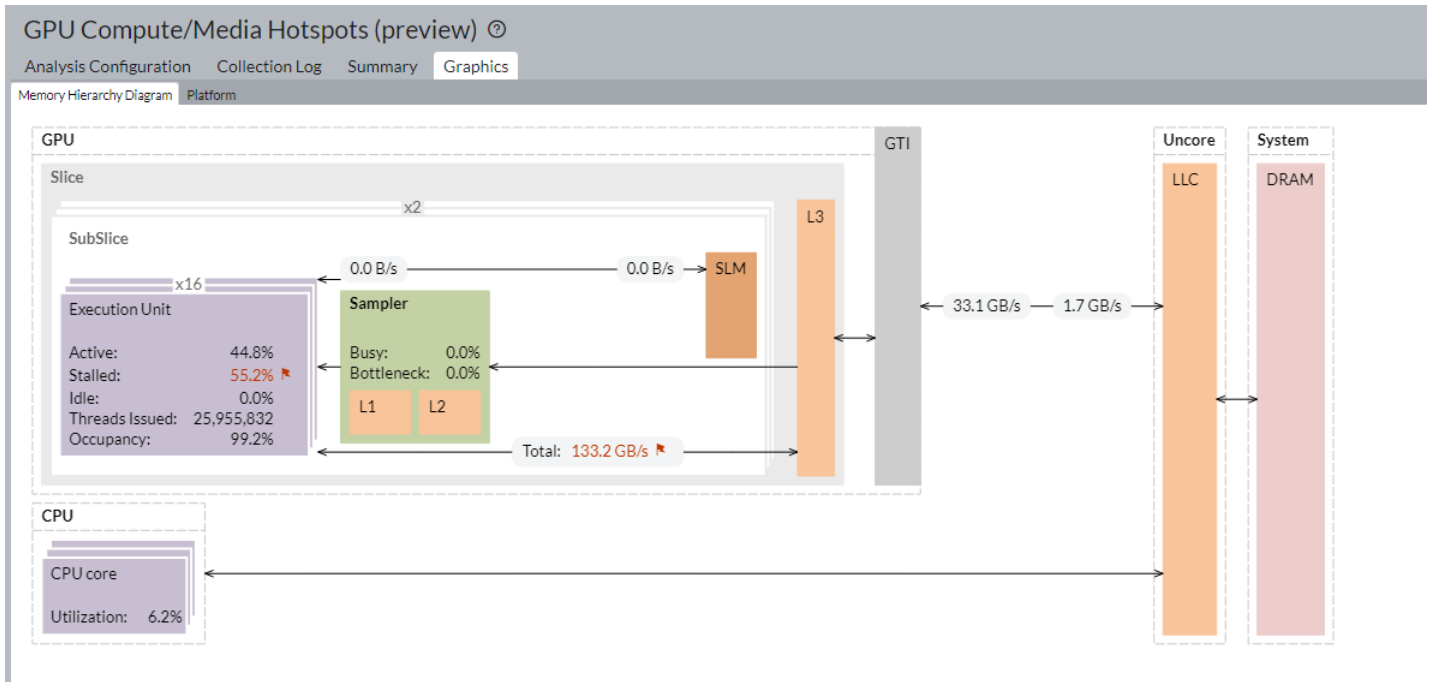 GPU Compute/Media Hotspots (preview) ?
Analysis Configuration Collection Log Summary Graphics
Memory Hierarchy Diagram Platform
GPU
GTI
Uncore
System
Slice
LLC
DRAM
x2
L3
SubSlice
0.0 B/s 0.0 B/s
SLM
x16
Execution Unit
Sampler
33.1 GB/s 1.7 GB/s
Active: 44.8%
Stalled: 55.2%
Idle: 0.0%
Threads Issued: 25,955,832
Occupancy: 99.2%
Busy: 0.0%
Bottleneck: 0.0%
L1 L2
Total: 133.2 GB/s
CPU
CPU core
Utilization: 6.2%